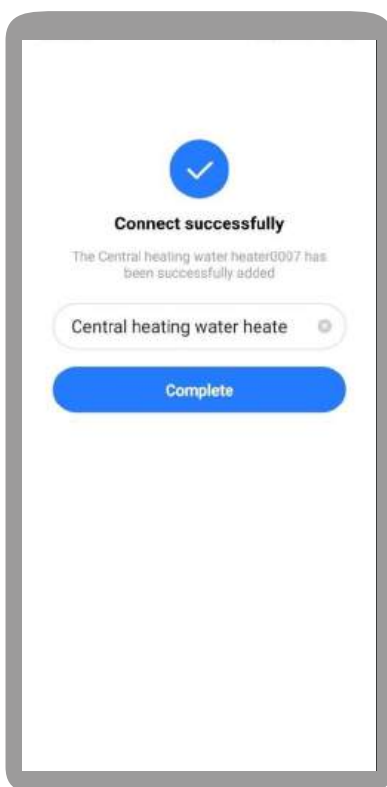 Connect successfully
The Central heating water heater0007 has
been successfully added
Central heating water heate
Complete